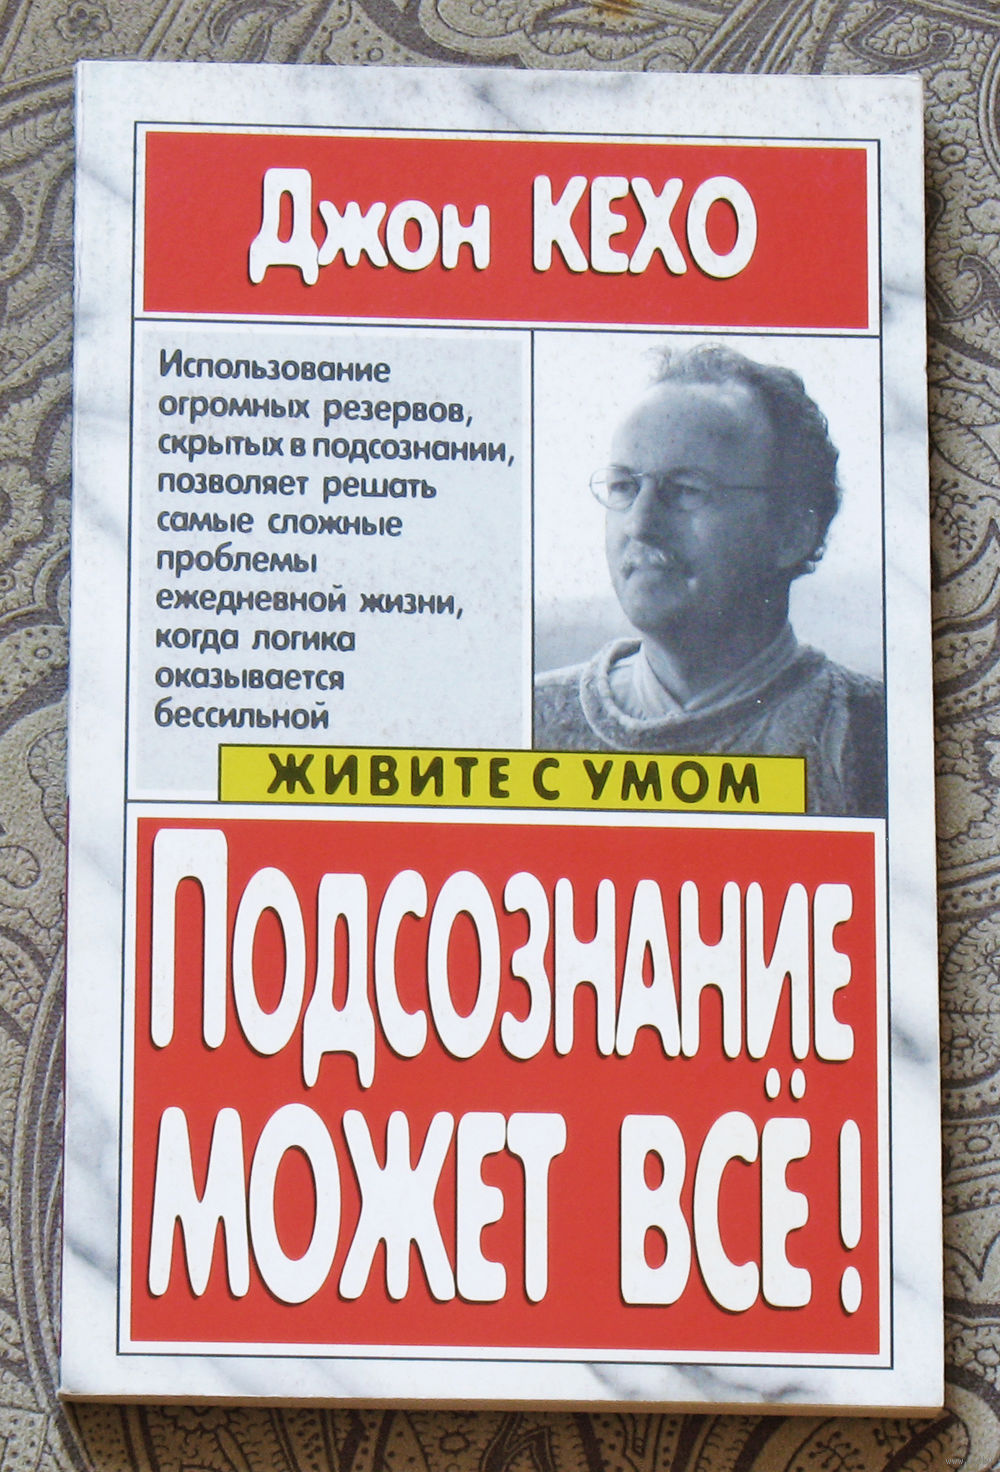 Джон КЕХО
Использование
огромных резервов,
скрытых в подсознании,
позволяет решать
самые сложные
проблемы
ежедневной жизни,
когда логика
оказывается
бессильной
ЖИВИТЕ С УМОМ
ПОДСОЗНАНИЕ
МОЖЕТ ВСЁ!